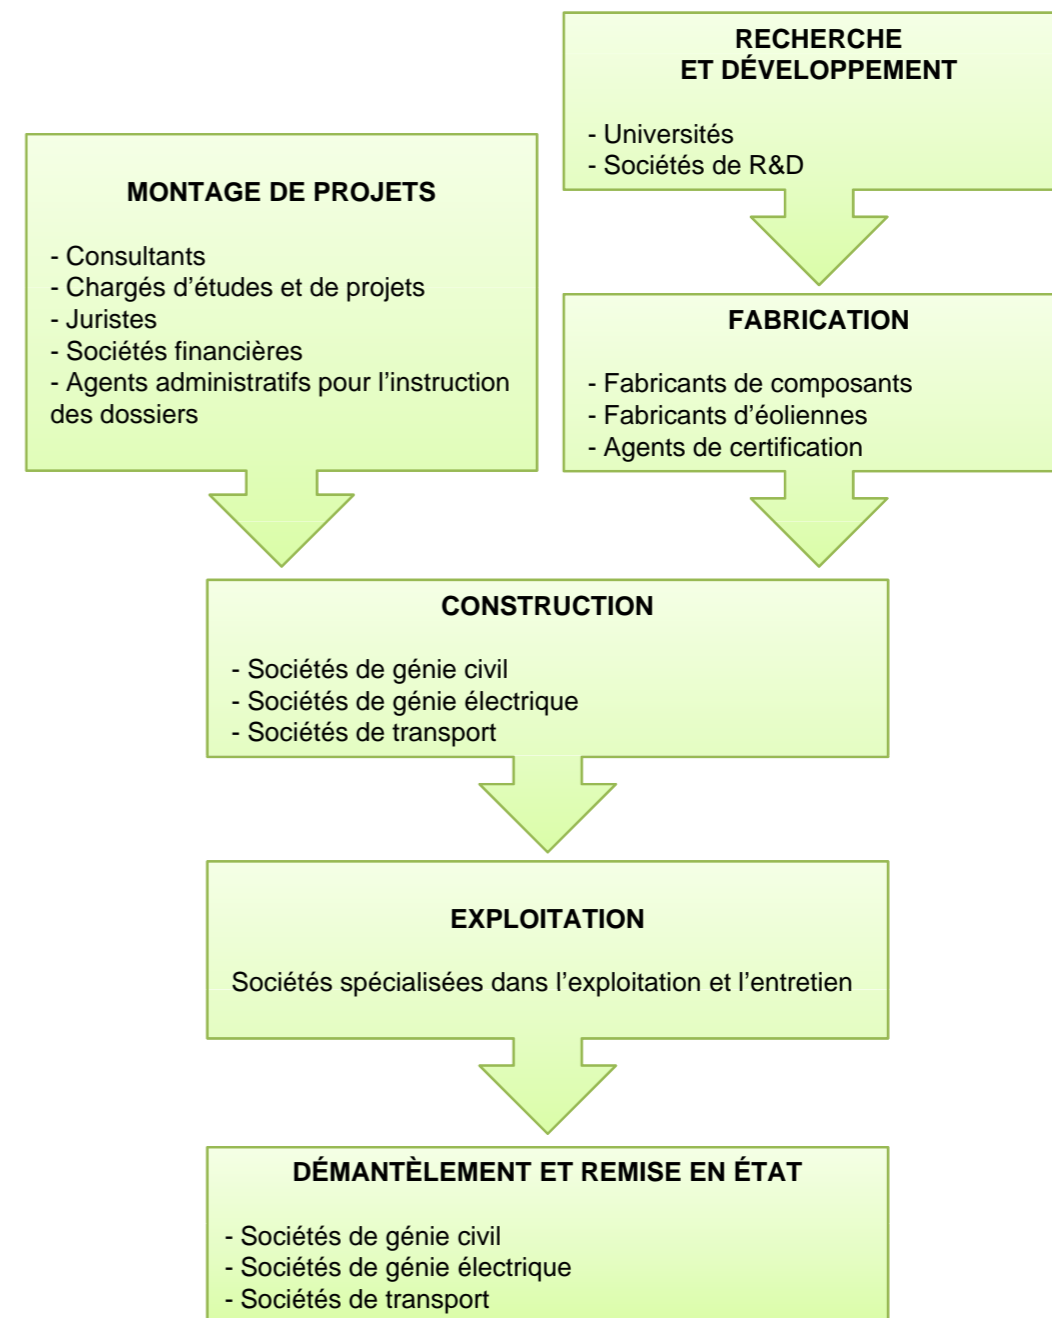 RECHERCHE
ET DÉVELOPPEMENT
- Universités
- Sociétés de R&D
MONTAGE DE PROJETS
- Consultants
- Chargés d’études et de projets
- Juristes
- Sociétés financières
- Agents administratifs pour l’instruction
des dossiers
FABRICATION
- Fabricants de composants
- Fabricants d’éoliennes
- Agents de certification
CONSTRUCTION
- Sociétés de génie civil
- Sociétés de génie électrique
- Sociétés de transport
EXPLOITATION
Sociétés spécialisées dans l’exploitation et l’entretien
DÉMANTÈLEMENT ET REMISE EN ÉTAT
- Sociétés de génie civil
- Sociétés de génie électrique
- Sociétés de transport